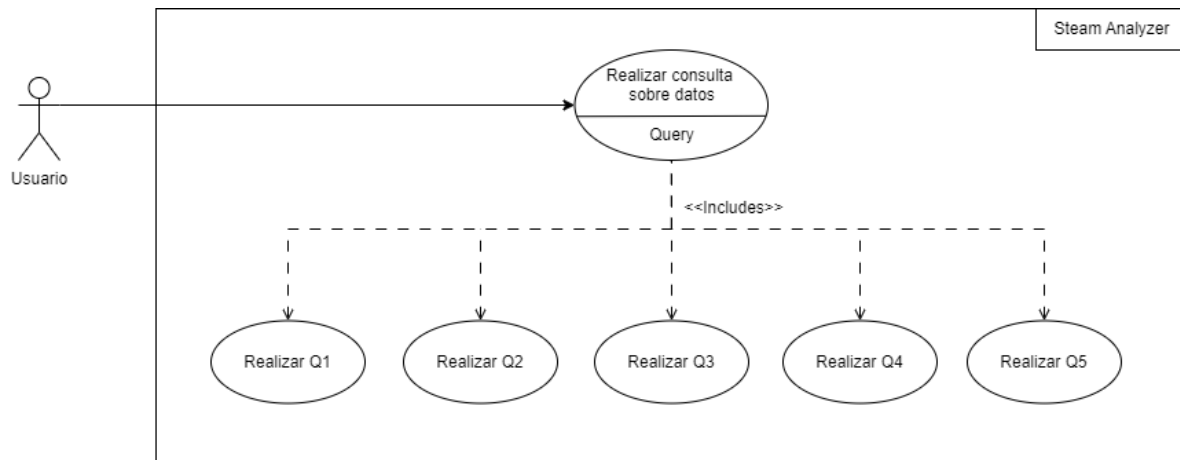 Steam Analyzer
Realizar consulta
sobre datos
Query
Usuario
<<Includes>>
Realizar Q1
Realizar Q2
Realizar Q3
Realizar Q4
Realizar Q5